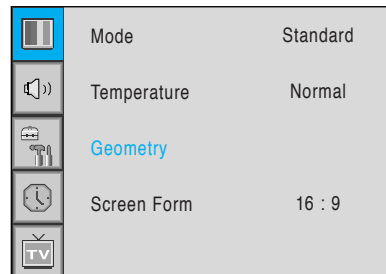 Mode Standard
Temperature Normal
Geometry
Screen Form 16 : 9
TV